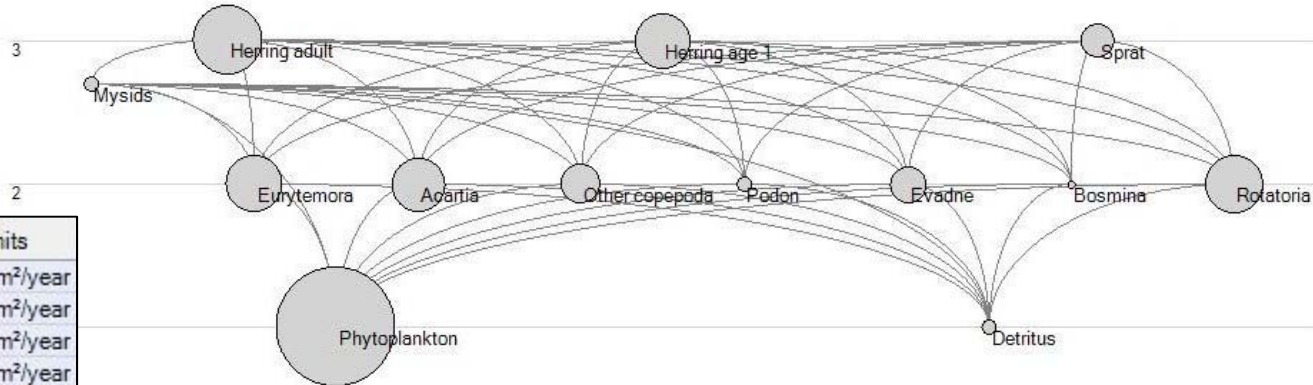 3
Herring adult
Herring age 1
Sprat
Mysids
2
Eurytemora
Acartia
Other copepoda
Podon
Evadne
Bosmina
Rotatoria
m²/year
m²/year
m²/year
m²/year
Phytoplankton
Detritus